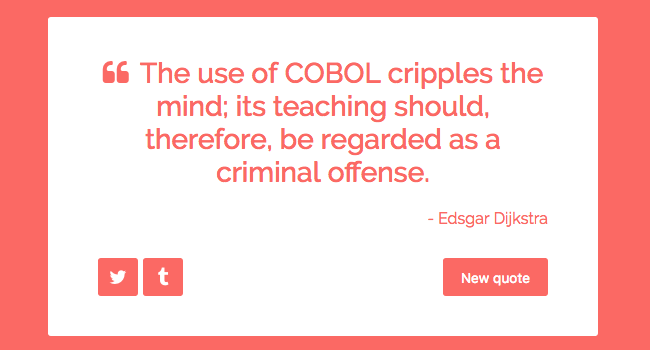 “ The use of COBOL cripples the
mind; its teaching should,
therefore, be regarded as a
criminal offense.
- Edsgar Dijkstra
New quote